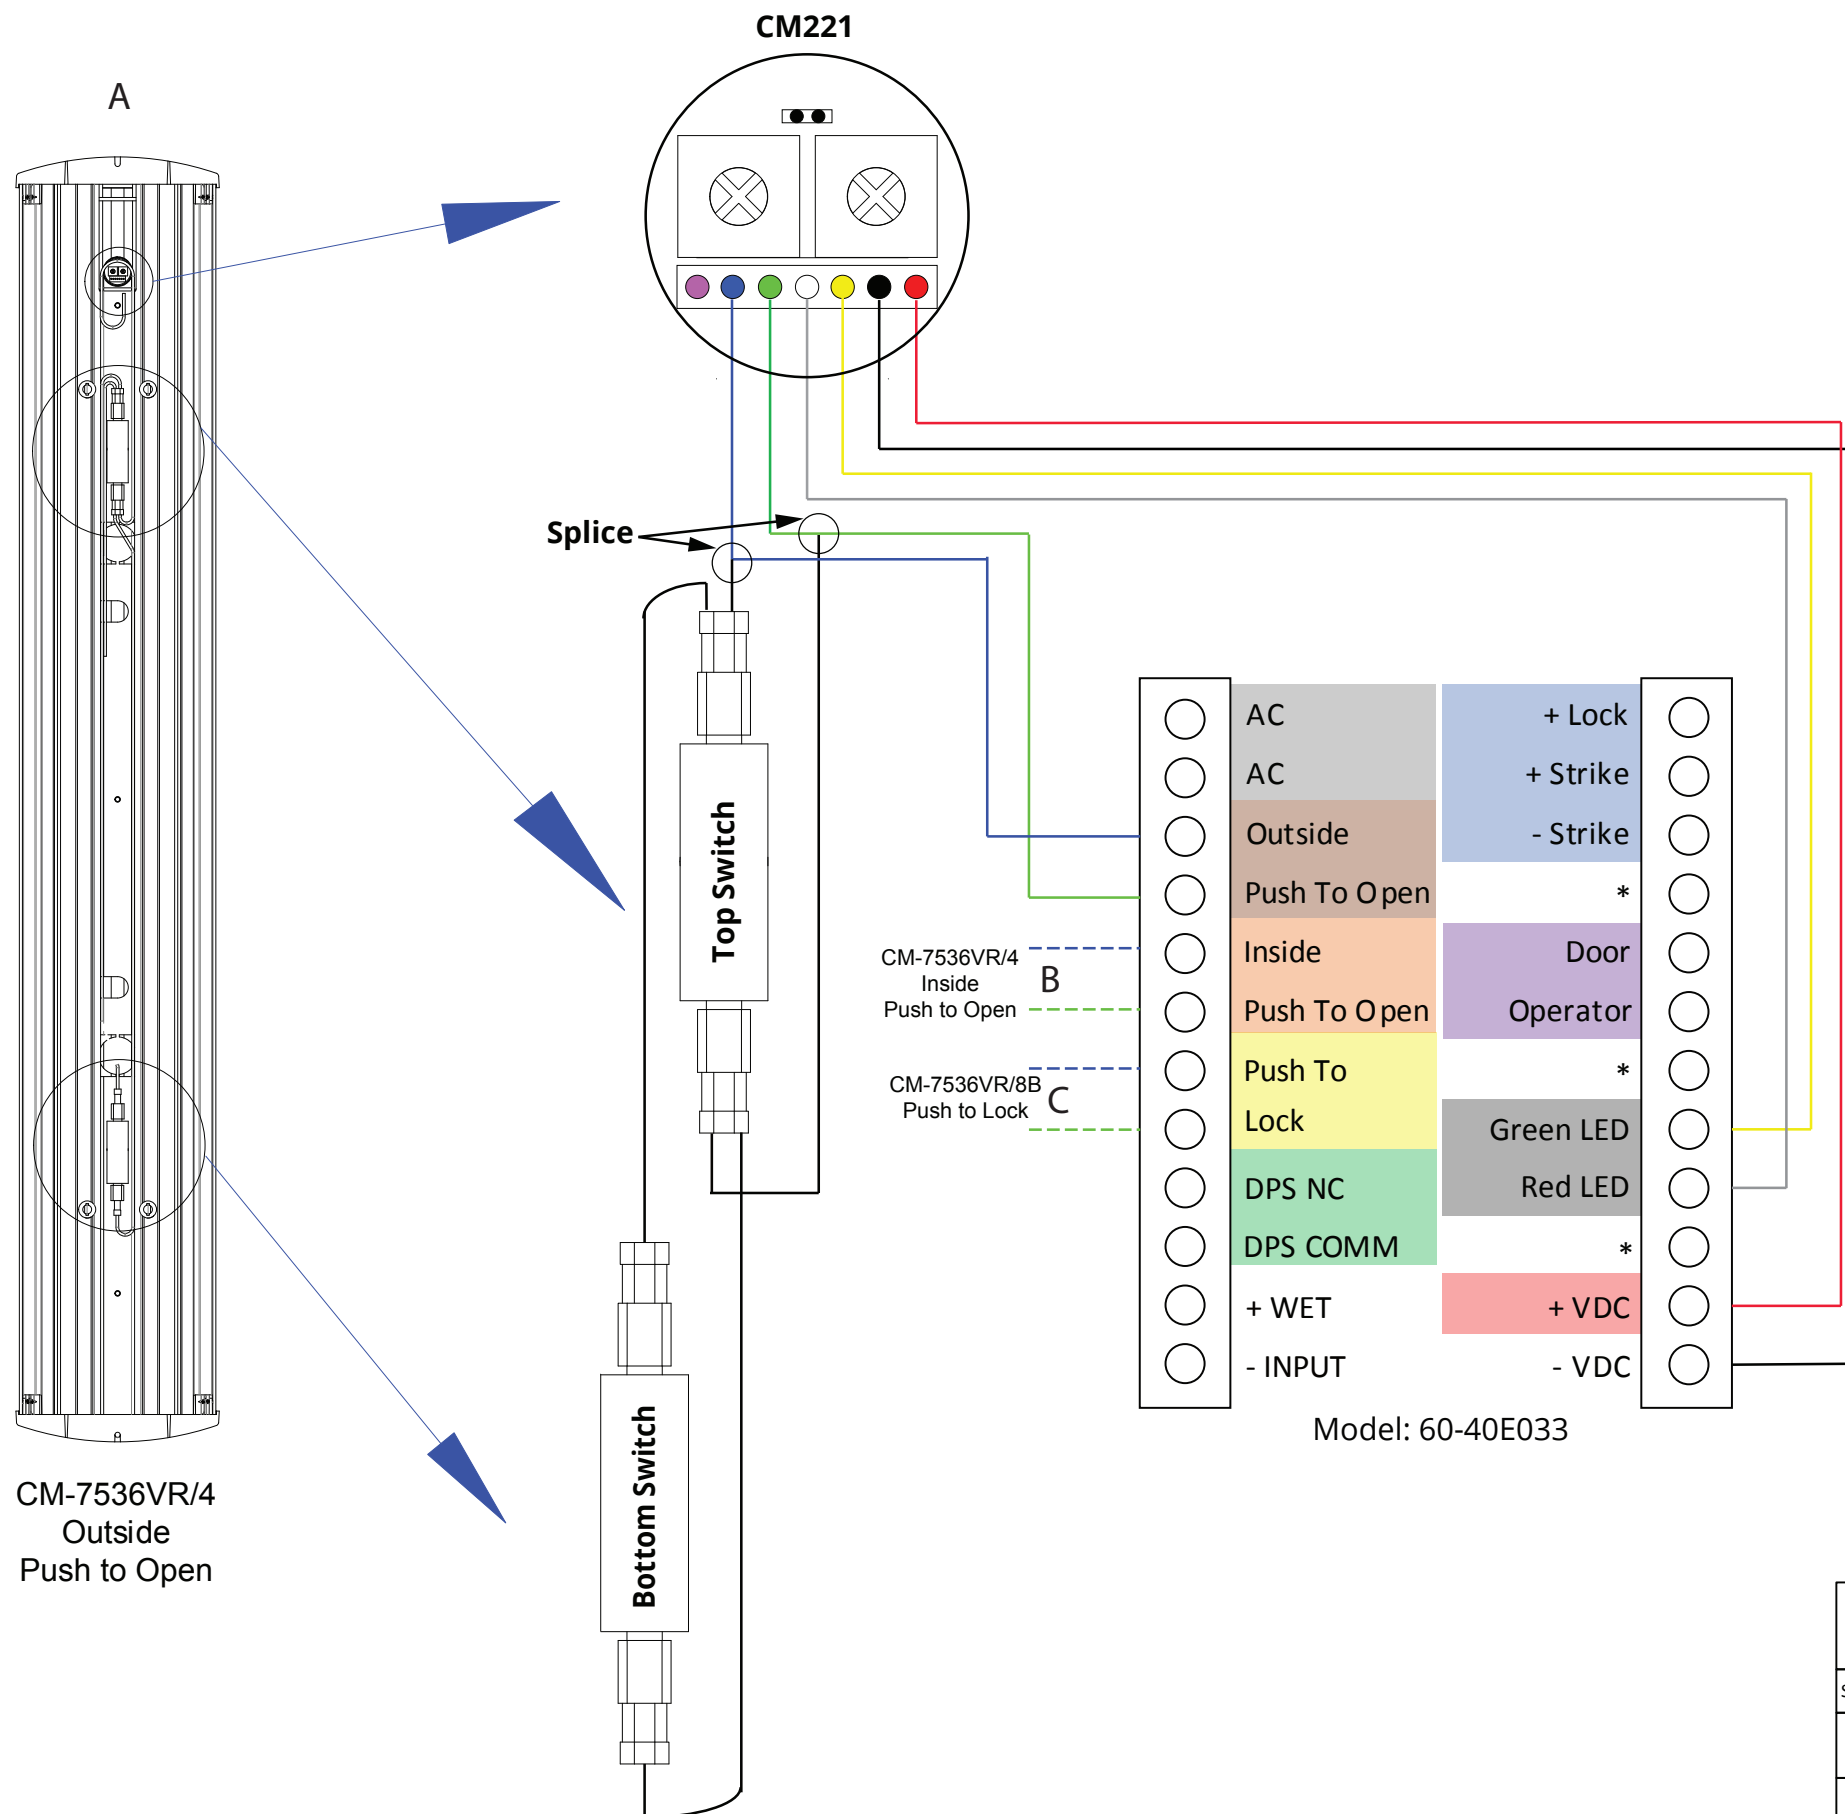 CM221
A
Splice
Top Switch
Bottom Switch
CM-7536VR/4
Outside
Push to Open
CM-7536VR/4
Inside
Push to Open
B
CM-7536VR/8B
Push to Lock
C
AC
AC
Outside
Push To Open
Inside
Push To Open
Push To
Lock
DPS NC
DPS COMM
+ WET
- INPUT
+ Lock
+ Strike
- Strike
*
Door
Operator
*
Green LED
Red LED
*
+ VDC
- VDC
Model: 60-40E033